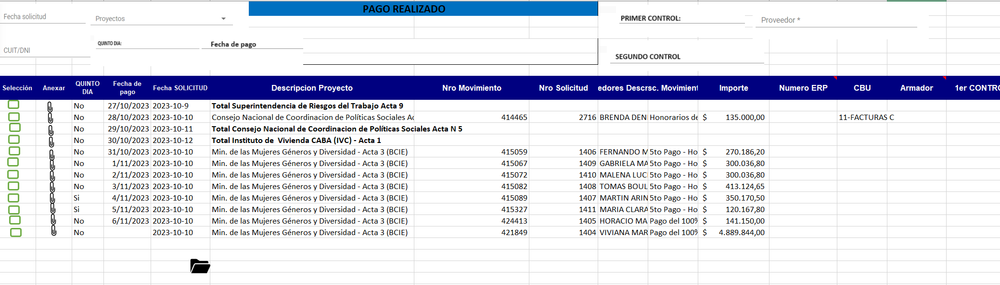 PAGO REALIZADO
Fecha solicitud
Proyectos
PRIMER CONTROL:
Proveedor *
QUINTO DIA:
Fecha de pago
CUIT/DNI
SEGUNDO CONTROL
Selección Anexar QUINTO DIA Fecha de pago Fecha SOLICITUD Descripcion Proyecto Nro Movimiento Nro Solicitud edores Descr sc. Movimient Importe Numero ERP CBU Armador 1er CONTRO
No 27/10/2023 2023-10-9 Total Superintendencia de Riesgos del Trabajo Acta 9
No 28/10/2023 2023-10-10 Consejo Nacional de Coordinacion de Políticas Sociales Ac 414465 2716 BRENDA DEN Honorarios de $ 135.000,00 11-FACTURAS C
No 29/10/2023 2023-10-11 Total Consejo Nacional de Coordinacion de Políticas Sociales Acta N 5
No 30/10/2023 2023-10-12 Total Instituto de Vivienda CABA (IVC) - Acta 1
No 31/10/2023 2023-10-10 Min. de las Mujeres Géneros y Diversidad - Acta 3 (BCIE) 415059 1406 FERNANDO M 5to Pago - Ho $ 270.186,20
No 1/11/2023 2023-10-10 Min. de las Mujeres Géneros y Diversidad - Acta 3 (BCIE) 415067 1409 GABRIELA MA 5to Pago - Ho $ 300.036,80
No 2/11/2023 2023-10-10 Min. de las Mujeres Géneros y Diversidad - Acta 3 (BCIE) 415072 1410 MALENA LUC 5to Pago - Ho $ 300.036,80
No 3/11/2023 2023-10-10 Min. de las Mujeres Géneros y Diversidad - Acta 3 (BCIE) 415082 1408 TOMAS BOUL 5to Pago - Ho $ 413.124,65
Si 4/11/2023 2023-10-10 Min. de las Mujeres Géneros y Diversidad - Acta 3 (BCIE) 415089 1407 MARTIN ARIN 5to Pago - Ho $ 350.170,50
Si 5/11/2023 2023-10-10 Min. de las Mujeres Géneros y Diversidad - Acta 3 (BCIE) 415327 1411 MARIA CLARA 5to Pago - Ho $ 120.167,80
No 6/11/2023 2023-10-10 Min. de las Mujeres Géneros y Diversidad - Acta 3 (BCIE) 424413 1405 HORACIO MA Pago del 100% $ 141.150,00
No 2023-10-10 Min. de las Mujeres Géneros y Diversidad - Acta 3 (BCIE) 421849 1404 VIVIANA MAR Pago del 100% $ 4.889.844,00